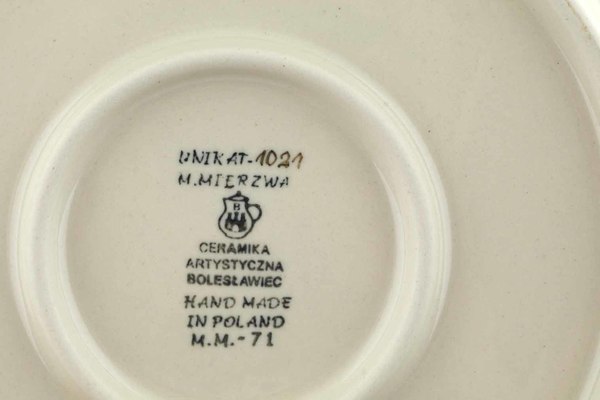 UNIKAT-1021
M.MIERZWA
B
CERAMIKA
ARTYSTYCZNA
BOLESŁAWIEC
HAND MADE
IN POLAND
M.M.-71